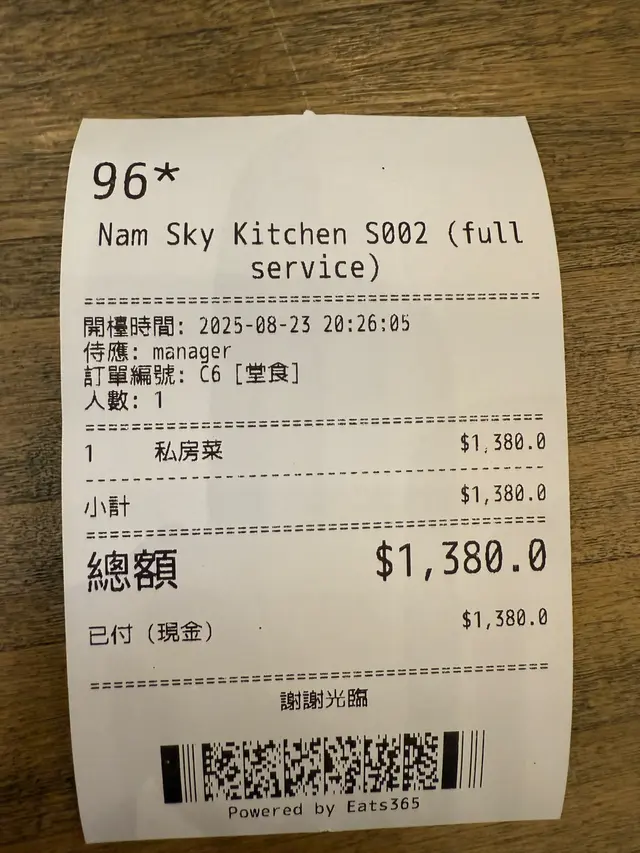 96*
Nam Sky Kitchen S002 (full
service)
開檯時間: 2025-08-23 20:26:05
侍應: manager
訂單編號: C6 [堂食]
人數: 1
1 私房菜 $1,380.0
小計 $1,380.0
總額 $1,380.0
已付 (現金) $1,380.0
謝謝光臨
Powered by Eats365